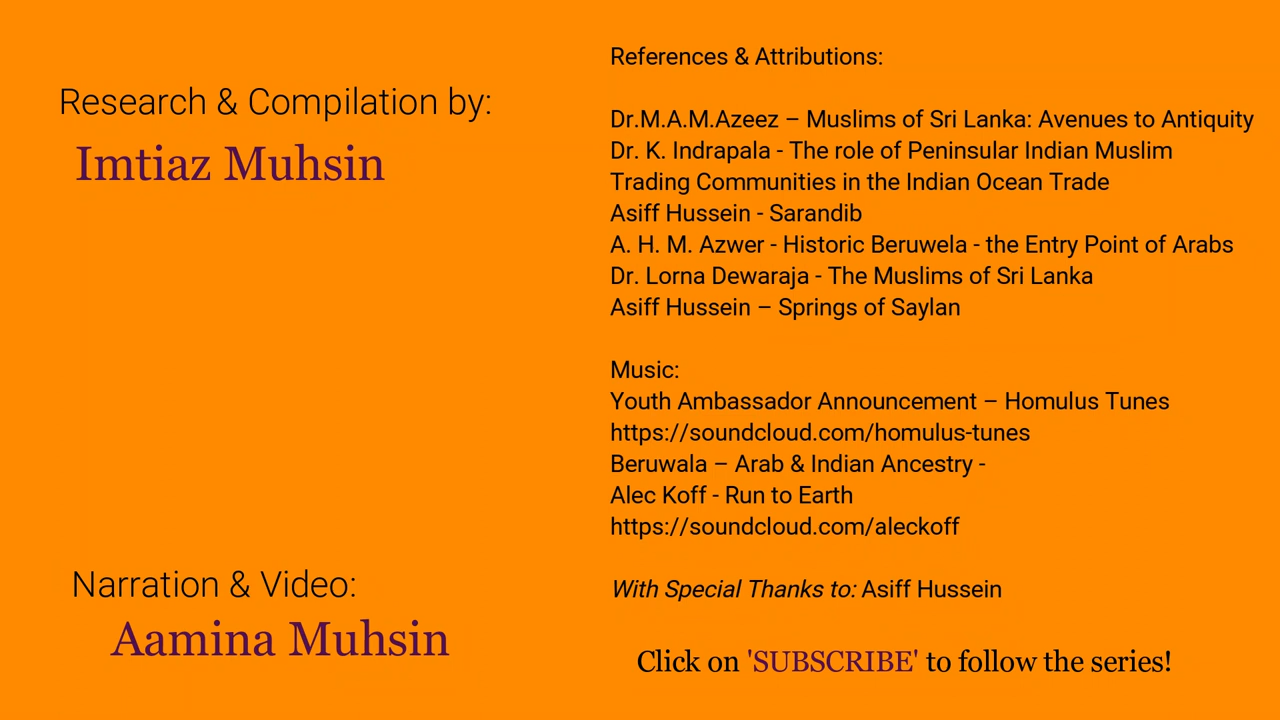 Research & Compilation by:
Imtiaz Muhsin
Narration & Video:
Aamina Muhsin
References & Attributions:
Dr.M.A.M.Azeez – Muslims of Sri Lanka: Avenues to Antiquity
Dr. K. Indrapala - The role of Peninsular Indian Muslim
Trading Communities in the Indian Ocean Trade
Asiff Hussein - Sarandib
A. H. M. Azwer - Historic Beruwela - the Entry Point of Arabs
Dr. Lorna Dewaraja - The Muslims of Sri Lanka
Asiff Hussein – Springs of Saylan
Music:
Youth Ambassador Announcement – Homulus Tunes
https://soundcloud.com/homulus-tunes
Beruwala – Arab & Indian Ancestry -
Alec Koff - Run to Earth
https://soundcloud.com/aleckoff
With Special Thanks to: Asiff Hussein
Click on 'SUBSCRIBE' to follow the series!